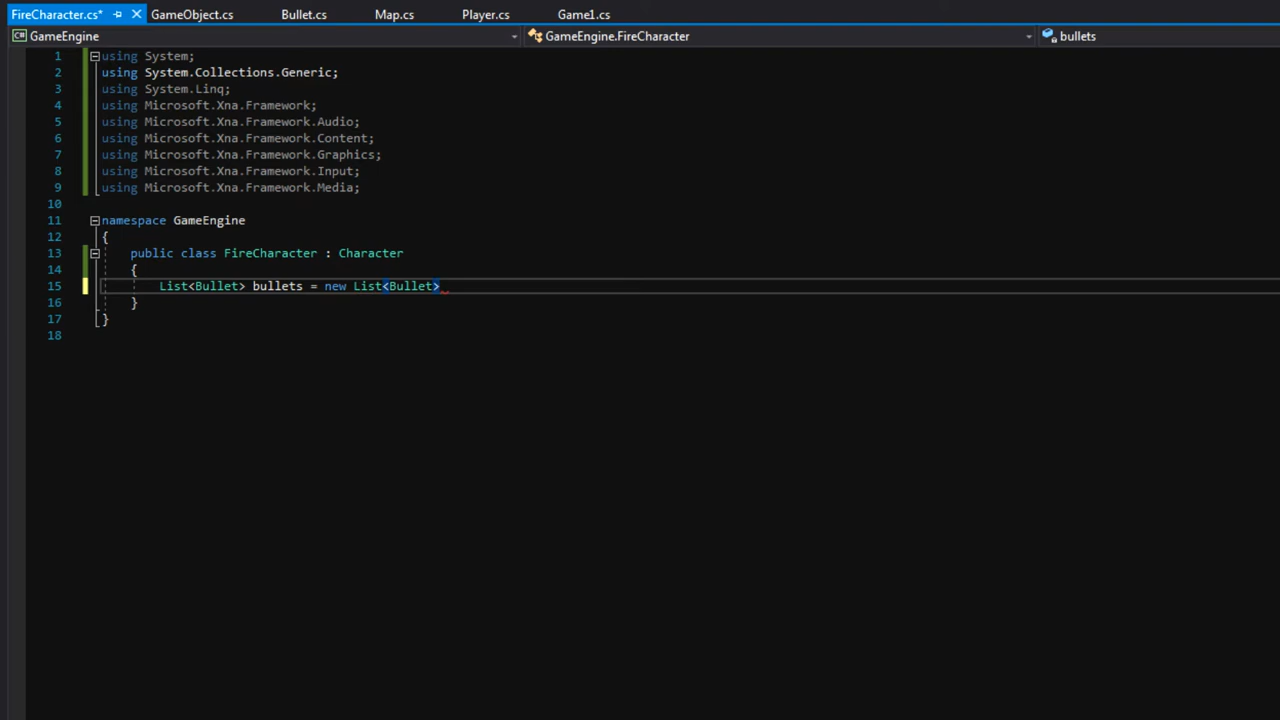 FireCharacter.cs* GameObject.cs Bullet.cs Map.cs Player.cs Game1.cs
C# GameEngine GameEngine.FireCharacter bullets
1 using System;
2 using System.Collections.Generic;
3 using System.Linq;
4 using Microsoft.Xna.Framework;
5 using Microsoft.Xna.Framework.Audio;
6 using Microsoft.Xna.Framework.Content;
7 using Microsoft.Xna.Framework.Graphics;
8 using Microsoft.Xna.Framework.Input;
9 using Microsoft.Xna.Framework.Media;
10
11 namespace GameEngine
12 {
13 public class FireCharacter : Character
14 {
15 List<Bullet> bullets = new List<Bullet>
16 }
17 }
18